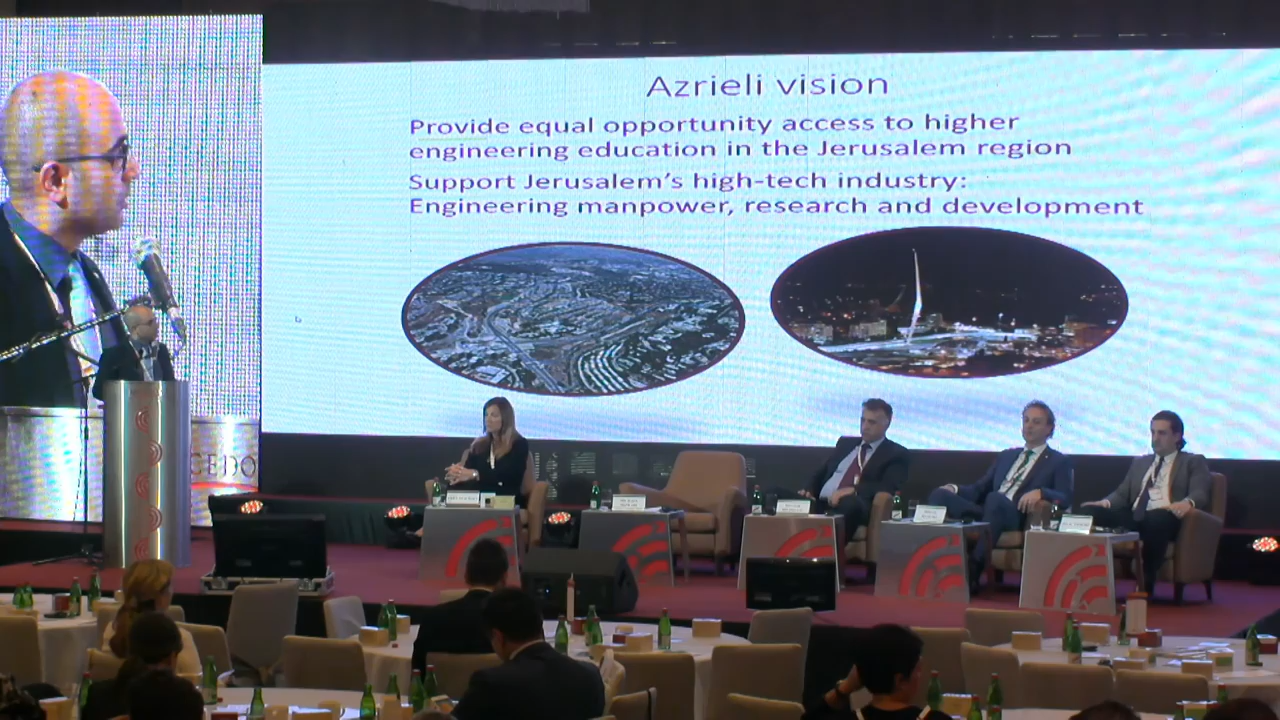 Azrieli vision
Provide equal opportunity access to higher
engineering education in the Jerusalem region
Support Jerusalem's high-tech industry:
Engineering manpower, research and development